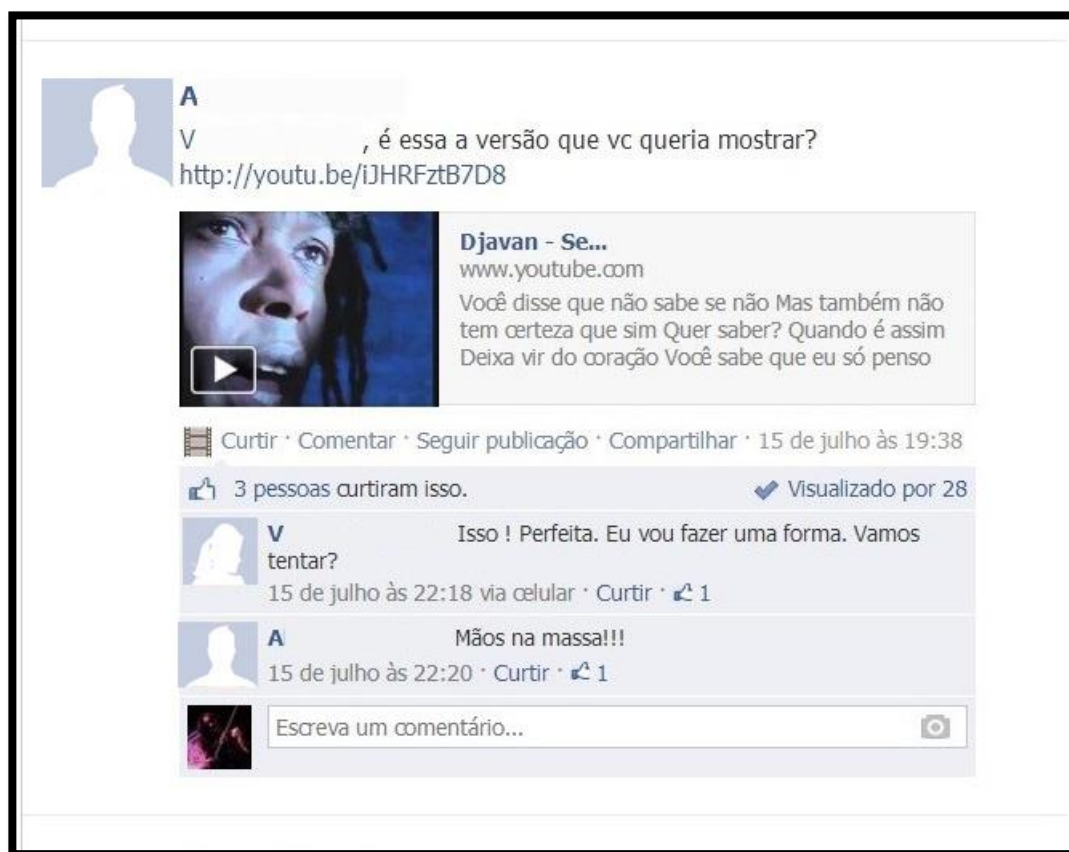 A
V , é essa a versão que vc queria mostrar?
http://youtu.be/iJHRFztB7D8
Djavan - Se...
www.youtube.com
Você disse que não sabe se não Mas também não
tem certeza que sim Quer saber? Quando é assim
Deixa vir do coração Você sabe que eu só penso
Curtir · Comentar · Seguir publicação · Compartilhar · 15 de julho às 19:38
3 pessoas curtiram isso.
Visualizado por 28
V Isso ! Perfeita. Eu vou fazer uma forma. Vamos
tentar?
15 de julho às 22:18 via celular · Curtir · 1
A Mãos na massa!!!
15 de julho às 22:20 · Curtir · 1
Escreva um comentário...